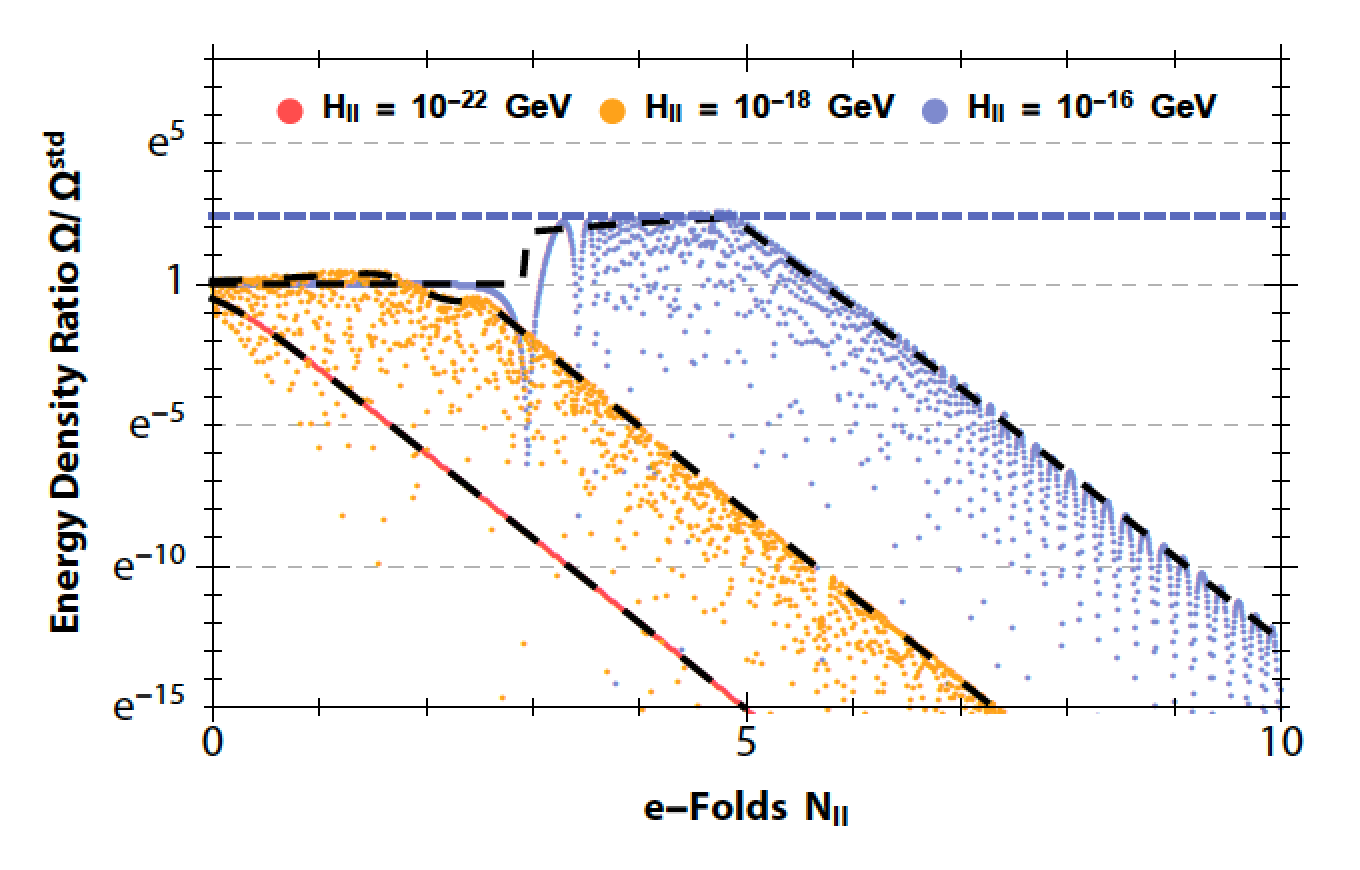 H_II = 10^−22 GeV H_II = 10^−18 GeV H_II = 10^−16 GeV
Energy Density Ratio Ω/ Ω^std
e^5
1
e^−5
e^−10
e^−15
0 5 10
e−Folds N_II